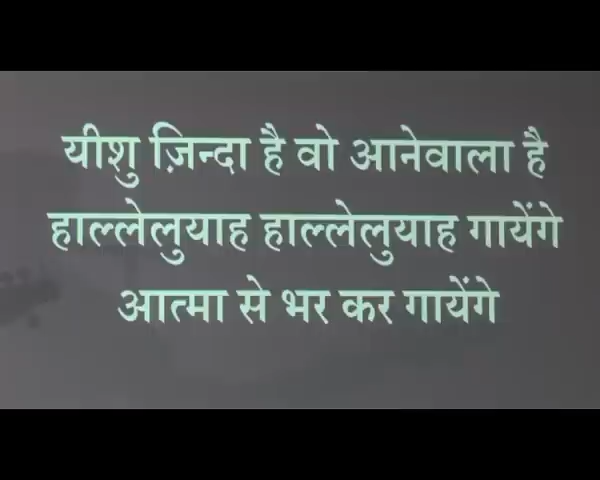 यीशु ज़िन्दा है वो आनेवाला है
हाल्लेलुयाह हाल्लेलुयाह गायेंगे
आत्मा से भर कर गायेंगे